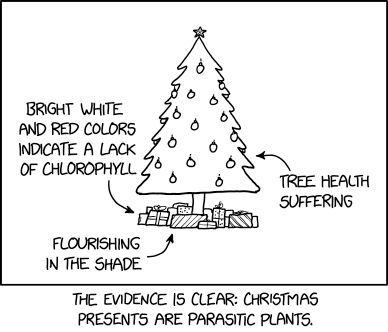 BRIGHT WHITE
AND RED COLORS
INDICATE A LACK
OF CHLOROPHYLL
TREE HEALTH
SUFFERING
FLOURISHING
IN THE SHADE
THE EVIDENCE IS CLEAR: CHRISTMAS
PRESENTS ARE PARASITIC PLANTS.